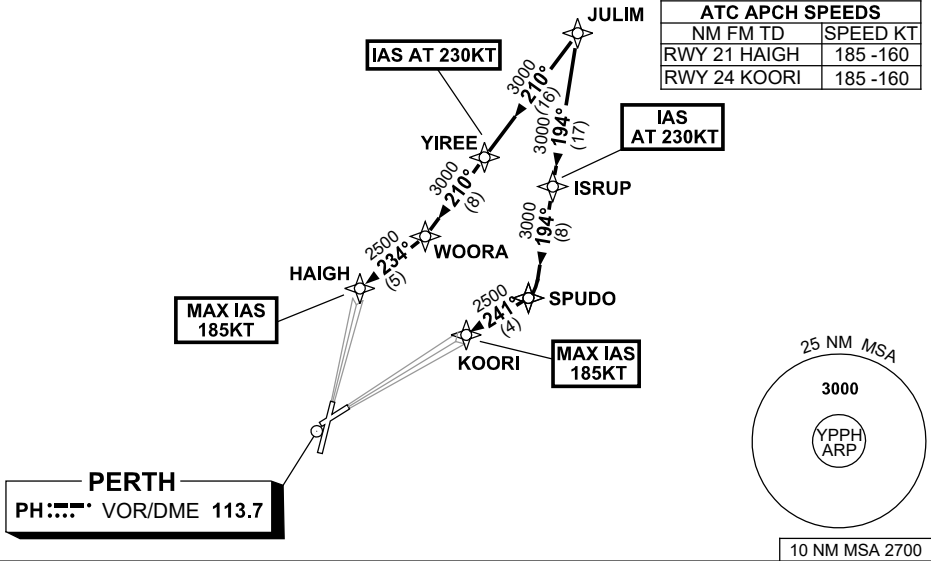 JULIM
ATC APCH SPEEDS
NM FM TD SPEED KT
RWY 21 HAIGH 185 -160
RWY 24 KOORI 185 -160
IAS AT 230KT
3000
210°
(16)
3000
194°
(17)
IAS
AT 230KT
YIREE
ISRUP
3000
210°
(8)
3000
194°
(8)
WOORA
2500
234°
(5)
HAIGH
SPUDO
2500
241°
(4)
MAX IAS
185KT
KOORI
MAX IAS
185KT
25 NM MSA
3000
YPPH
ARP
PERTH
PH VOR/DME 113.7
10 NM MSA 2700